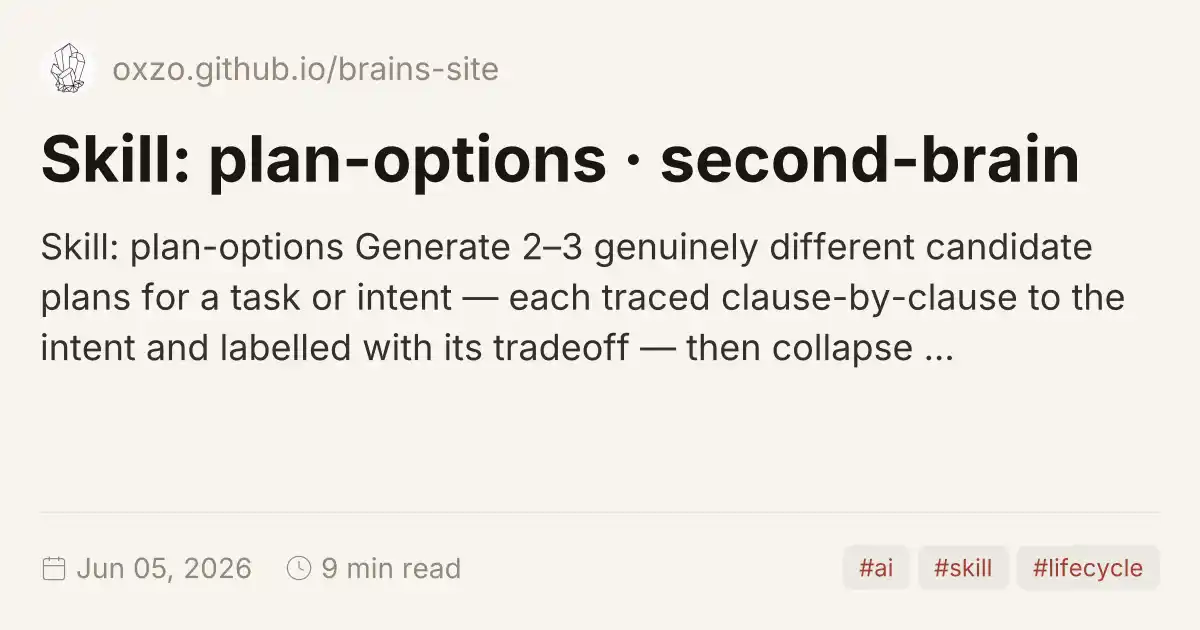 oxzo.github.io/brains-site
Skill: plan-options · second-brain
Skill: plan-options Generate 2–3 genuinely different candidate
plans for a task or intent — each traced clause-by-clause to the
intent and labelled with its tradeoff — then collapse ...
Jun 05, 2026 9 min read #ai #skill #lifecycle